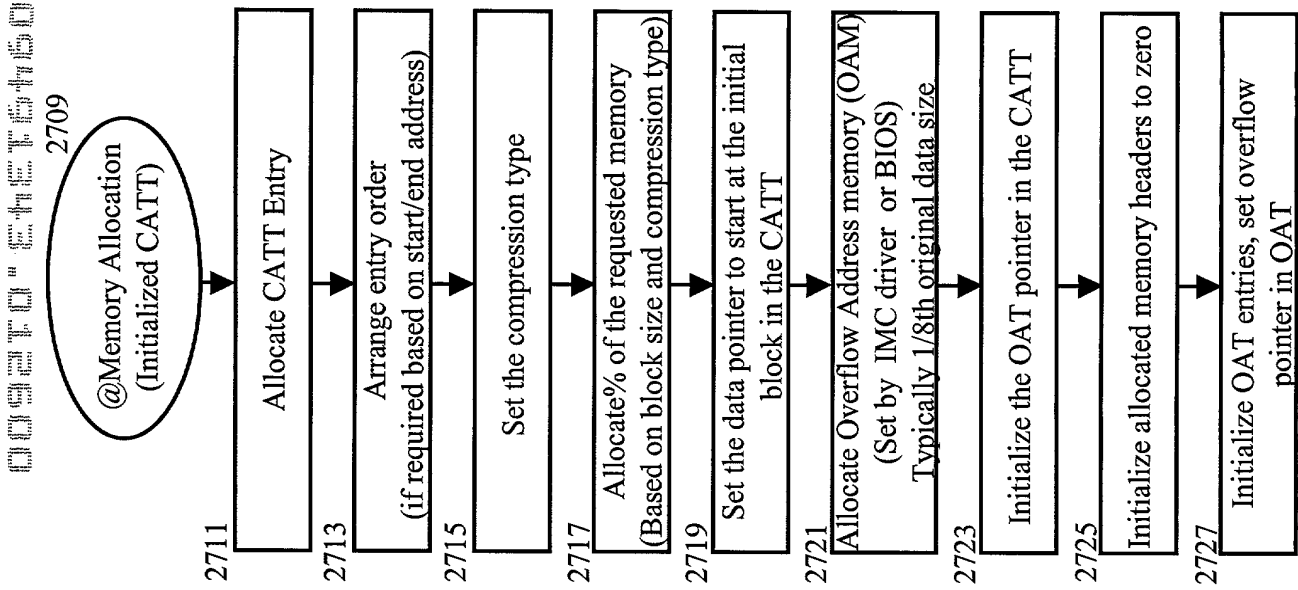 2709
@Memory Allocation
(Initialized CATT)
2711
Allocate CATT Entry
2713
Arrange entry order
(if required based on start/end address)
2715
Set the compression type
2717
Allocate% of the requested memory
(Based on block size and compression type)
2719
Set the data pointer to start at the initial
block in the CATT
2721
Allocate Overflow Address memory (OAM)
(Set by IMC driver or BIOS)
Typically 1/8th original data size
2723
Initialize the OAT pointer in the CATT
2725
Initialize allocated memory headers to zero
2727
Initialize OAT entries, set overflow
pointer in OAT